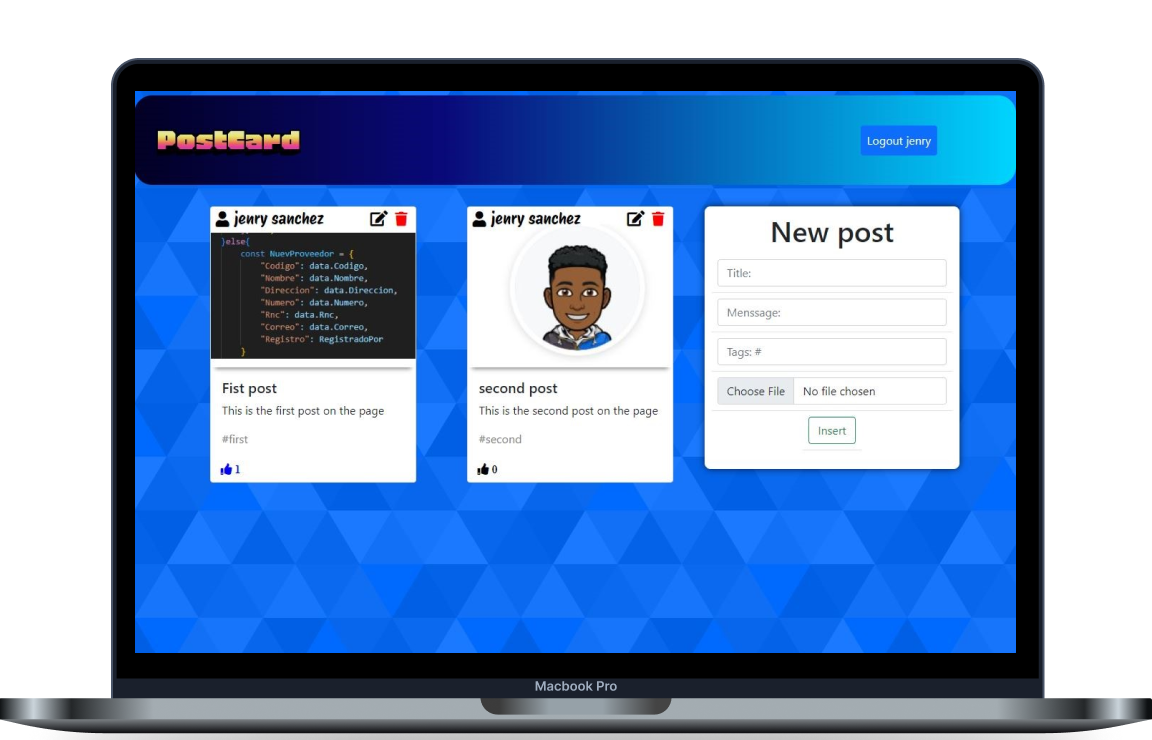 PostCard
Logout jenry
jenry sanchez
}else{
const NuevProveedor = {
"Codigo": data.Codigo,
"Nombre": data.Nombre,
"Direccion": data.Direccion,
"Numero": data.Numero,
"Rnc": data.Rnc,
"Correo": data.Correo,
"Registro": RegistradoPor
}
Fist post
This is the first post on the page
#first
1
jenry sanchez
second post
This is the second post on the page
#second
0
New post
Title:
Menssage:
Tags: #
Choose File No file chosen
Insert
Macbook Pro